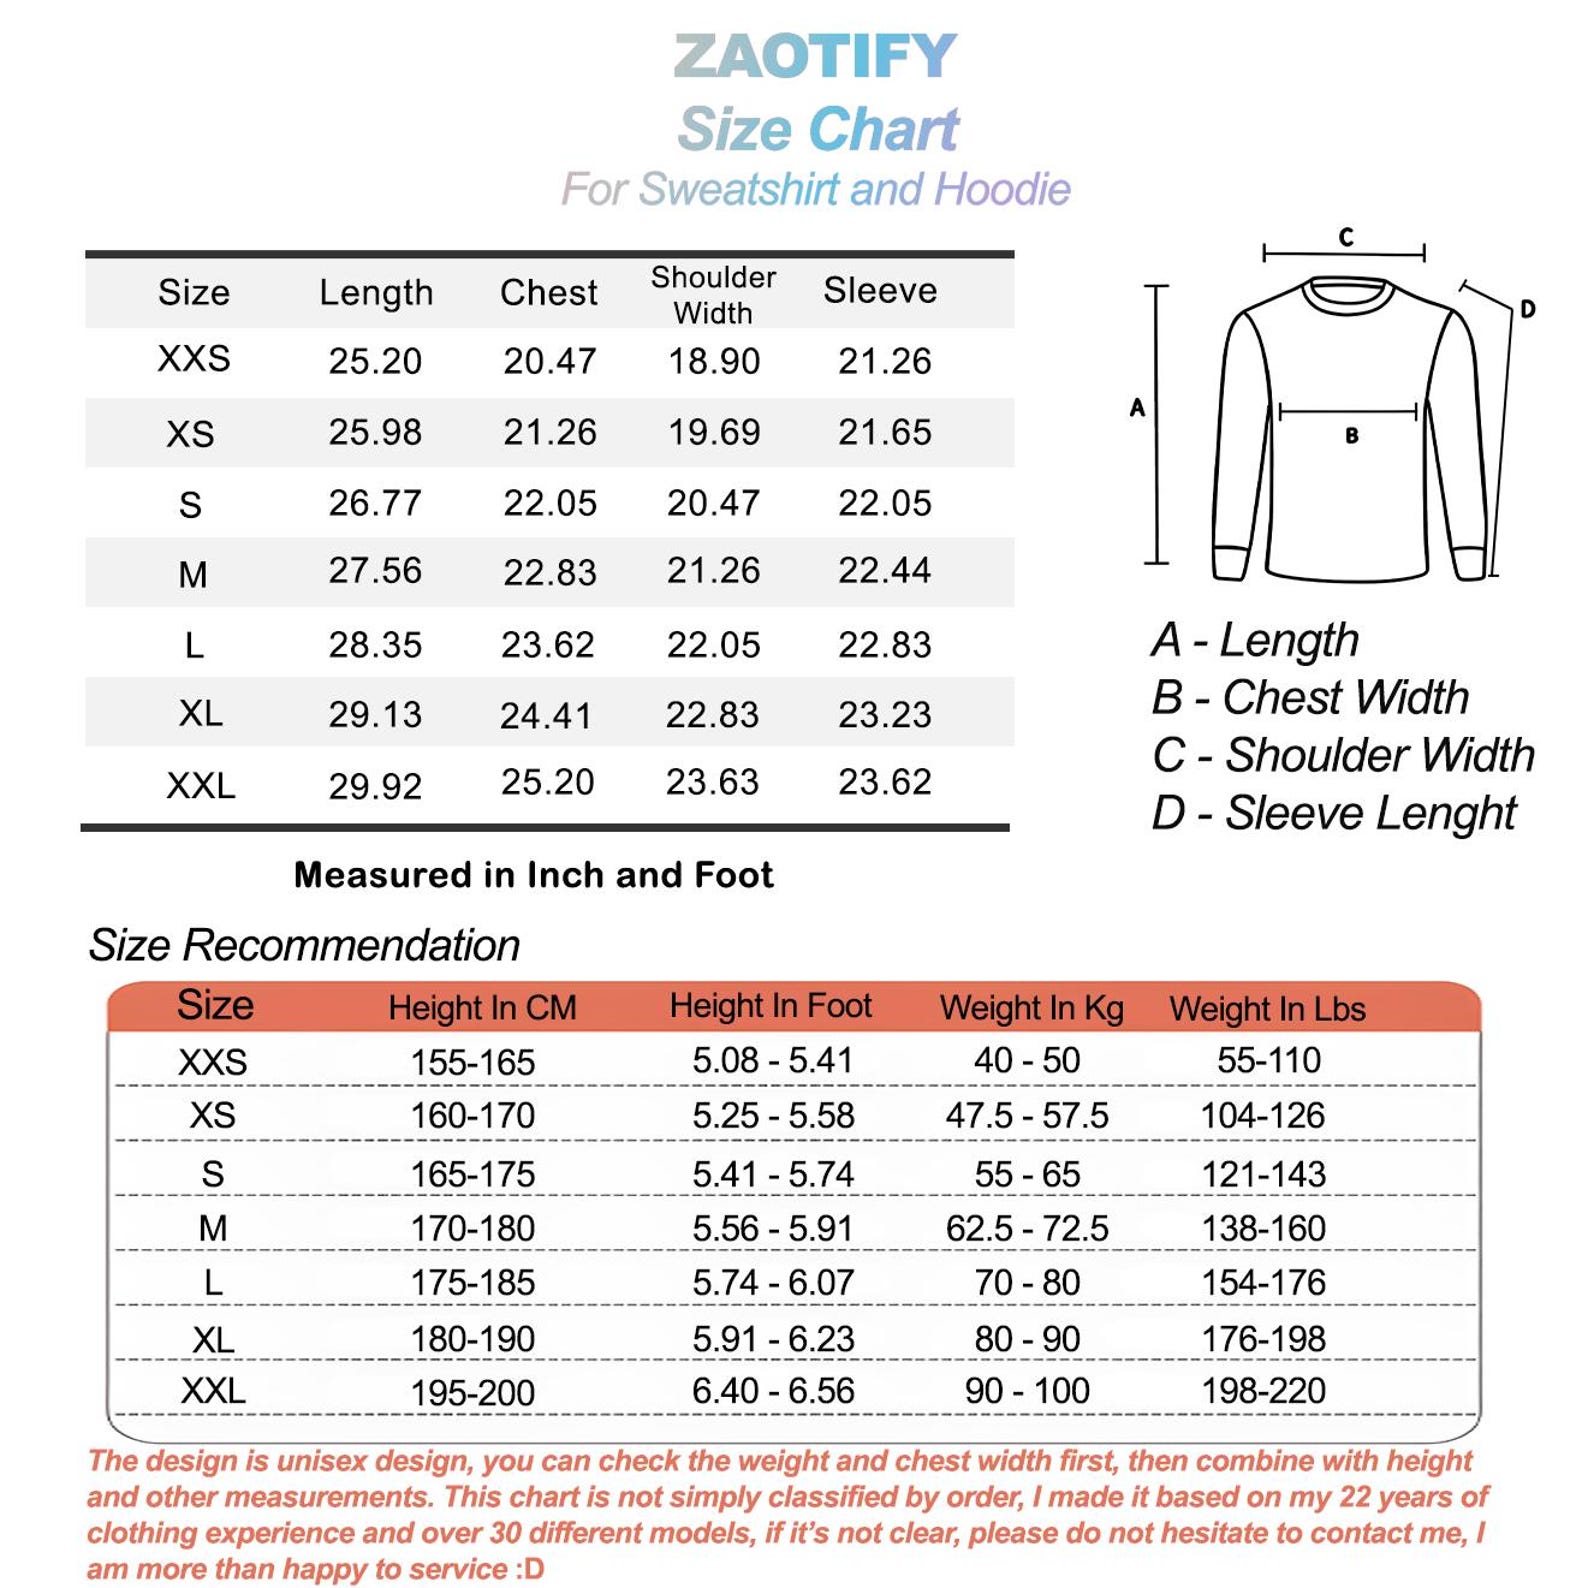 ZAOTIFY
Size Chart
For Sweatshirt and Hoodie
Size Length Chest Shoulder Width Sleeve
XXS 25.20 20.47 18.90 21.26
XS 25.98 21.26 19.69 21.65
S 26.77 22.05 20.47 22.05
M 27.56 22.83 21.26 22.44
L 28.35 23.62 22.05 22.83
XL 29.13 24.41 22.83 23.23
XXL 29.92 25.20 23.63 23.62
Measured in Inch and Foot
C
D
A
B
A - Length
B - Chest Width
C - Shoulder Width
D - Sleeve Lenght
Size Recommendation
Size Height In CM Height In Foot Weight In Kg Weight In Lbs
XXS 155-165 5.08 - 5.41 40 - 50 55-110
XS 160-170 5.25 - 5.58 47.5 - 57.5 104-126
S 165-175 5.41 - 5.74 55 - 65 121-143
M 170-180 5.56 - 5.91 62.5 - 72.5 138-160
L 175-185 5.74 - 6.07 70 - 80 154-176
XL 180-190 5.91 - 6.23 80 - 90 176-198
XXL 195-200 6.40 - 6.56 90 - 100 198-220
The design is unisex design, you can check the weight and chest width first, then combine with height
and other measurements. This chart is not simply classified by order, I made it based on my 22 years of
clothing experience and over 30 different models, if it's not clear, please do not hesitate to contact me, I
am more than happy to service :D